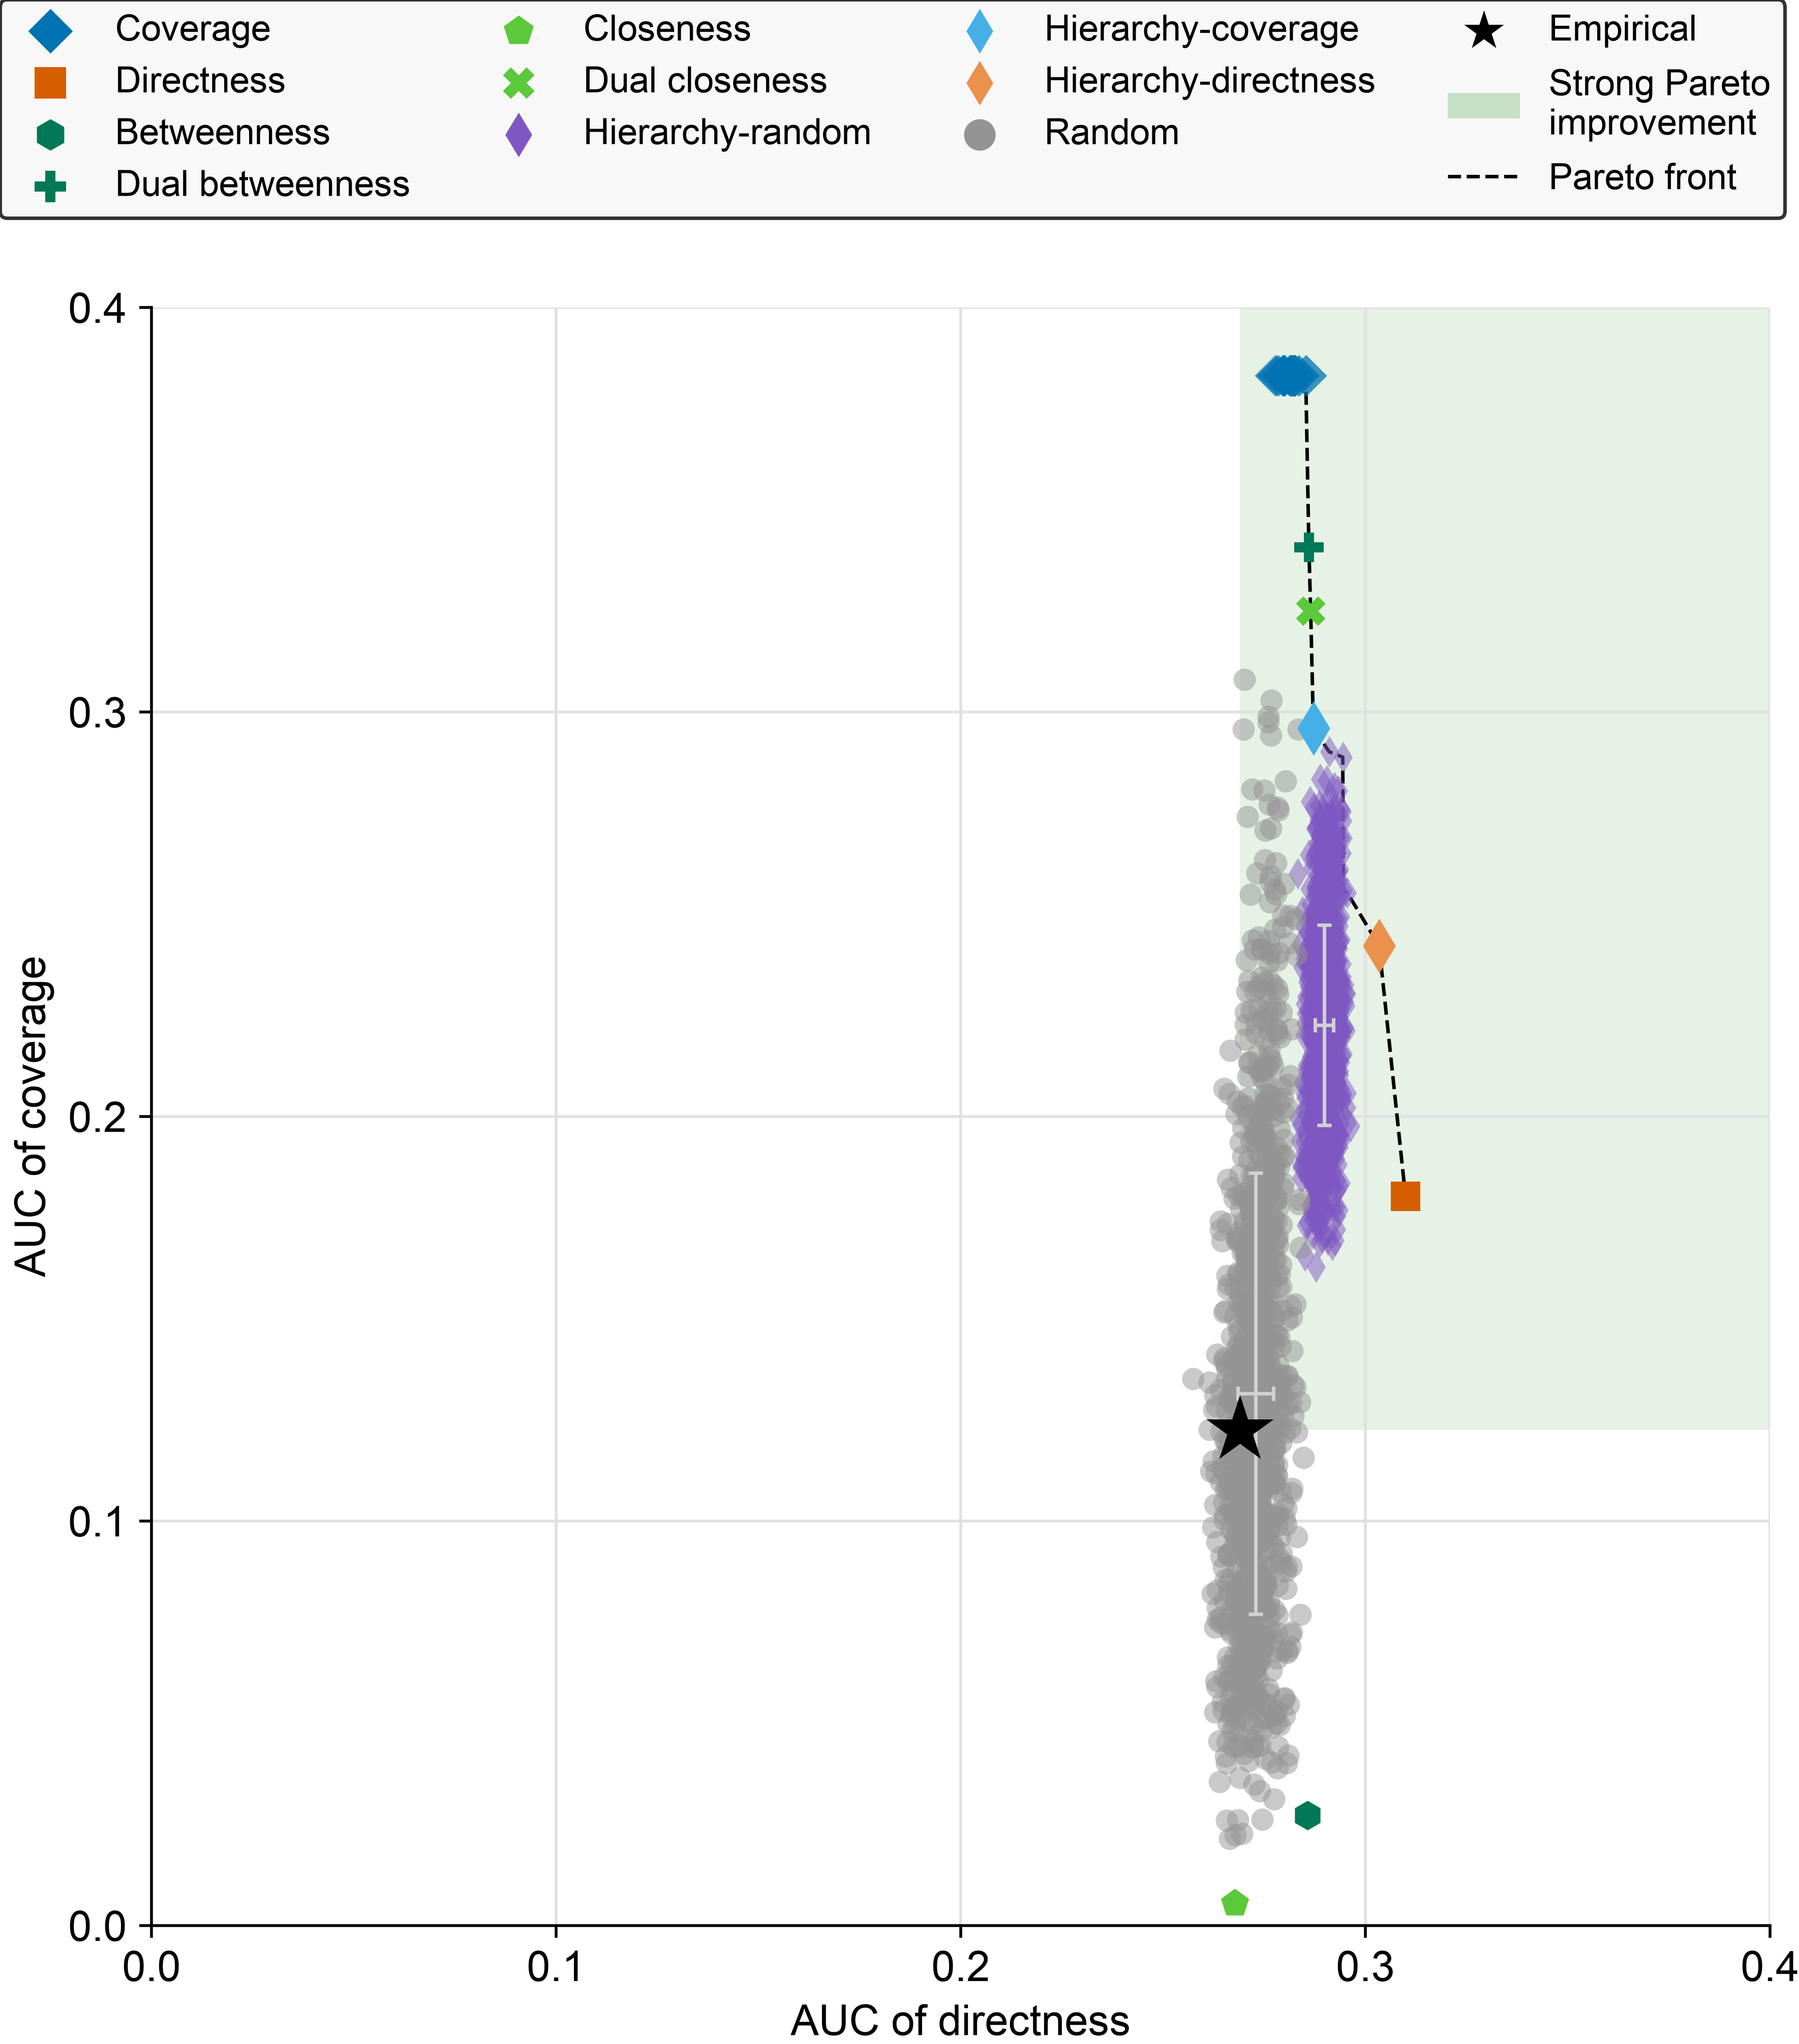 Coverage
Directness
Betweenness
Dual betweenness
Closeness
Dual closeness
Hierarchy-random
Hierarchy-coverage
Hierarchy-directness
Random
Empirical
Strong Pareto
improvement
Pareto front
AUC of coverage
0.4
0.3
0.2
0.1
0.0
0.0
0.1
0.2
0.3
0.4
AUC of directness